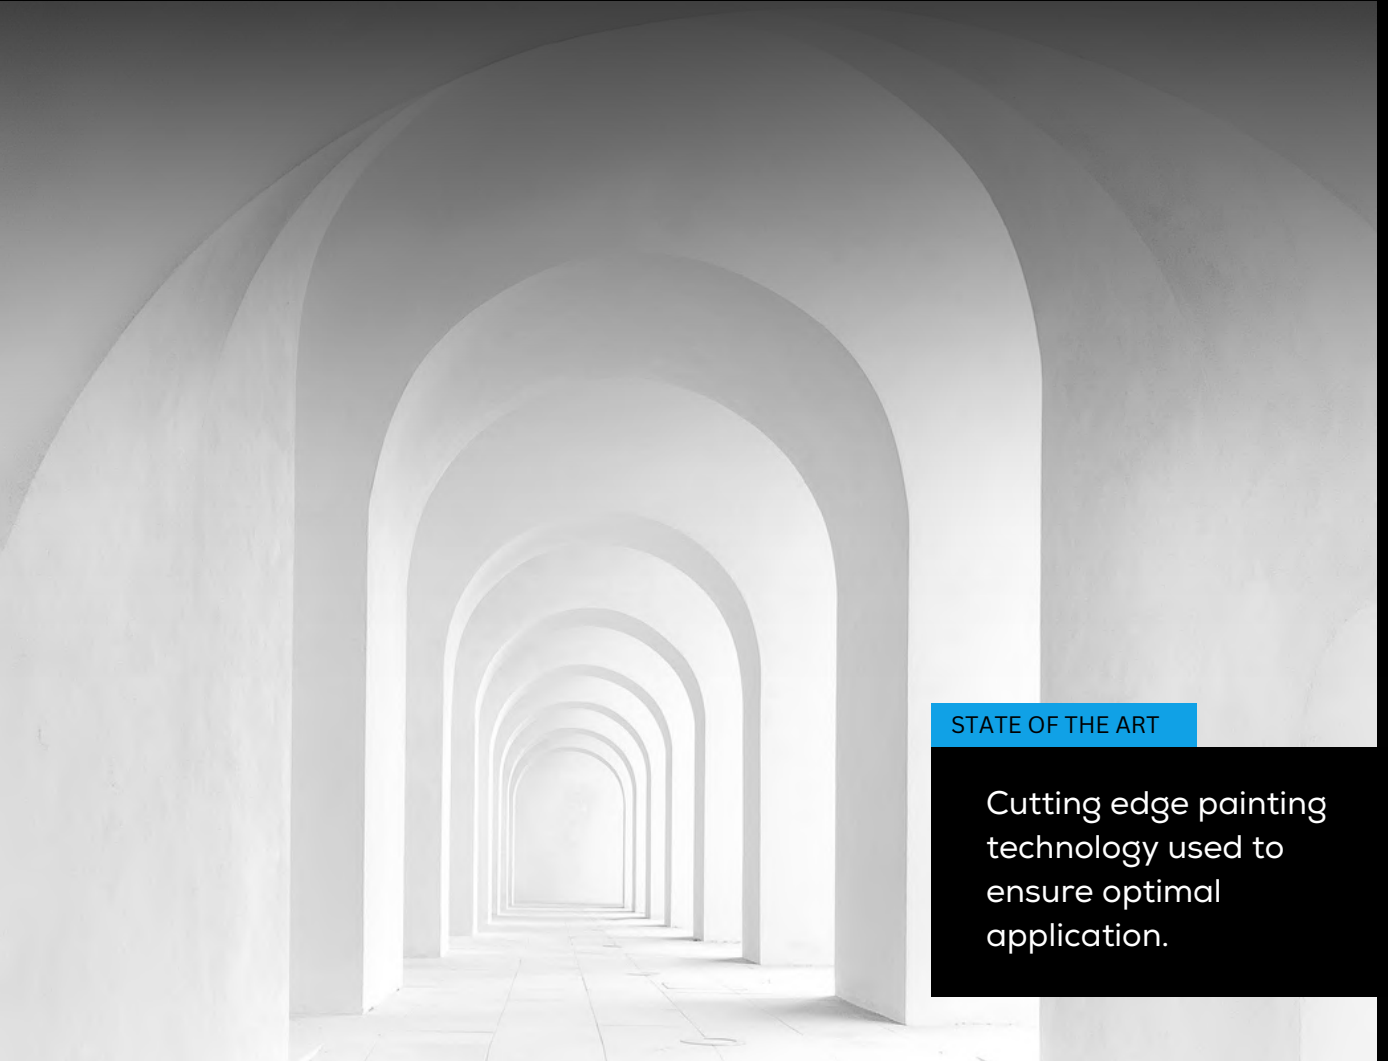 STATE OF THE ART
Cutting edge painting
technology used to
ensure optimal
application.